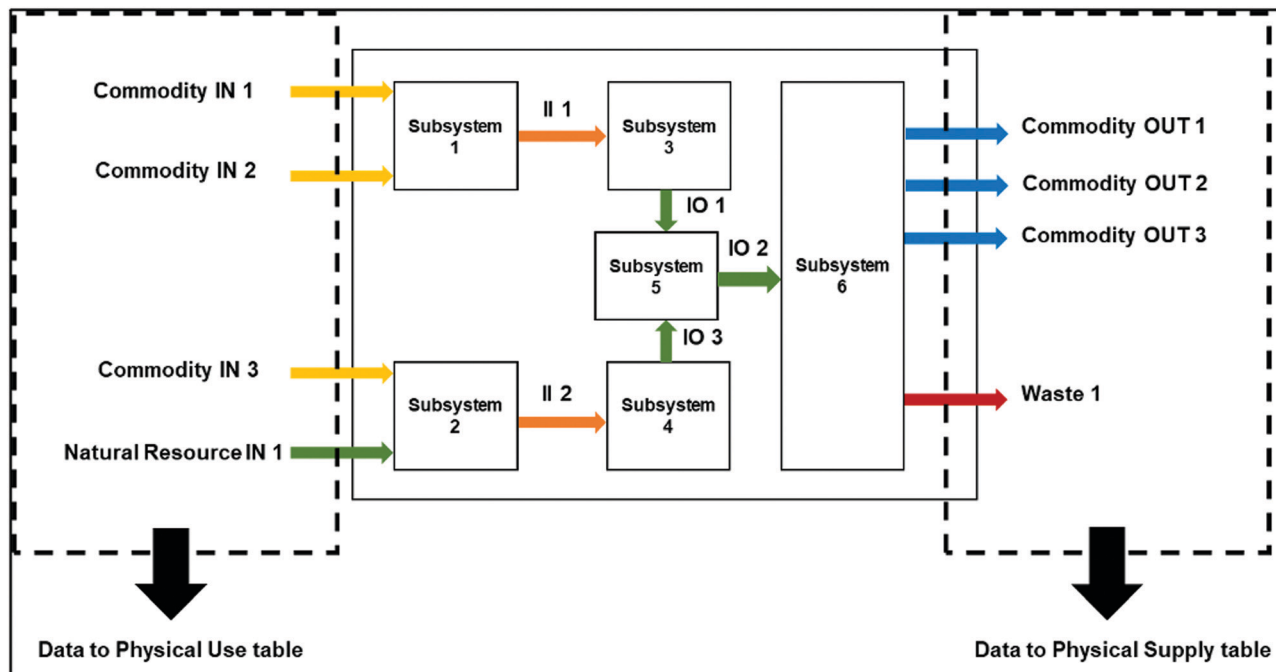 Commodity IN 1
Commodity IN 2
Commodity IN 3
Natural Resource IN 1
Subsystem
1
II 1
Subsystem
3
IO 1
Subsystem
5
IO 2
IO 3
Subsystem
2
II 2
Subsystem
4
Subsystem
6
Commodity OUT 1
Commodity OUT 2
Commodity OUT 3
Waste 1
Data to Physical Use table
Data to Physical Supply table